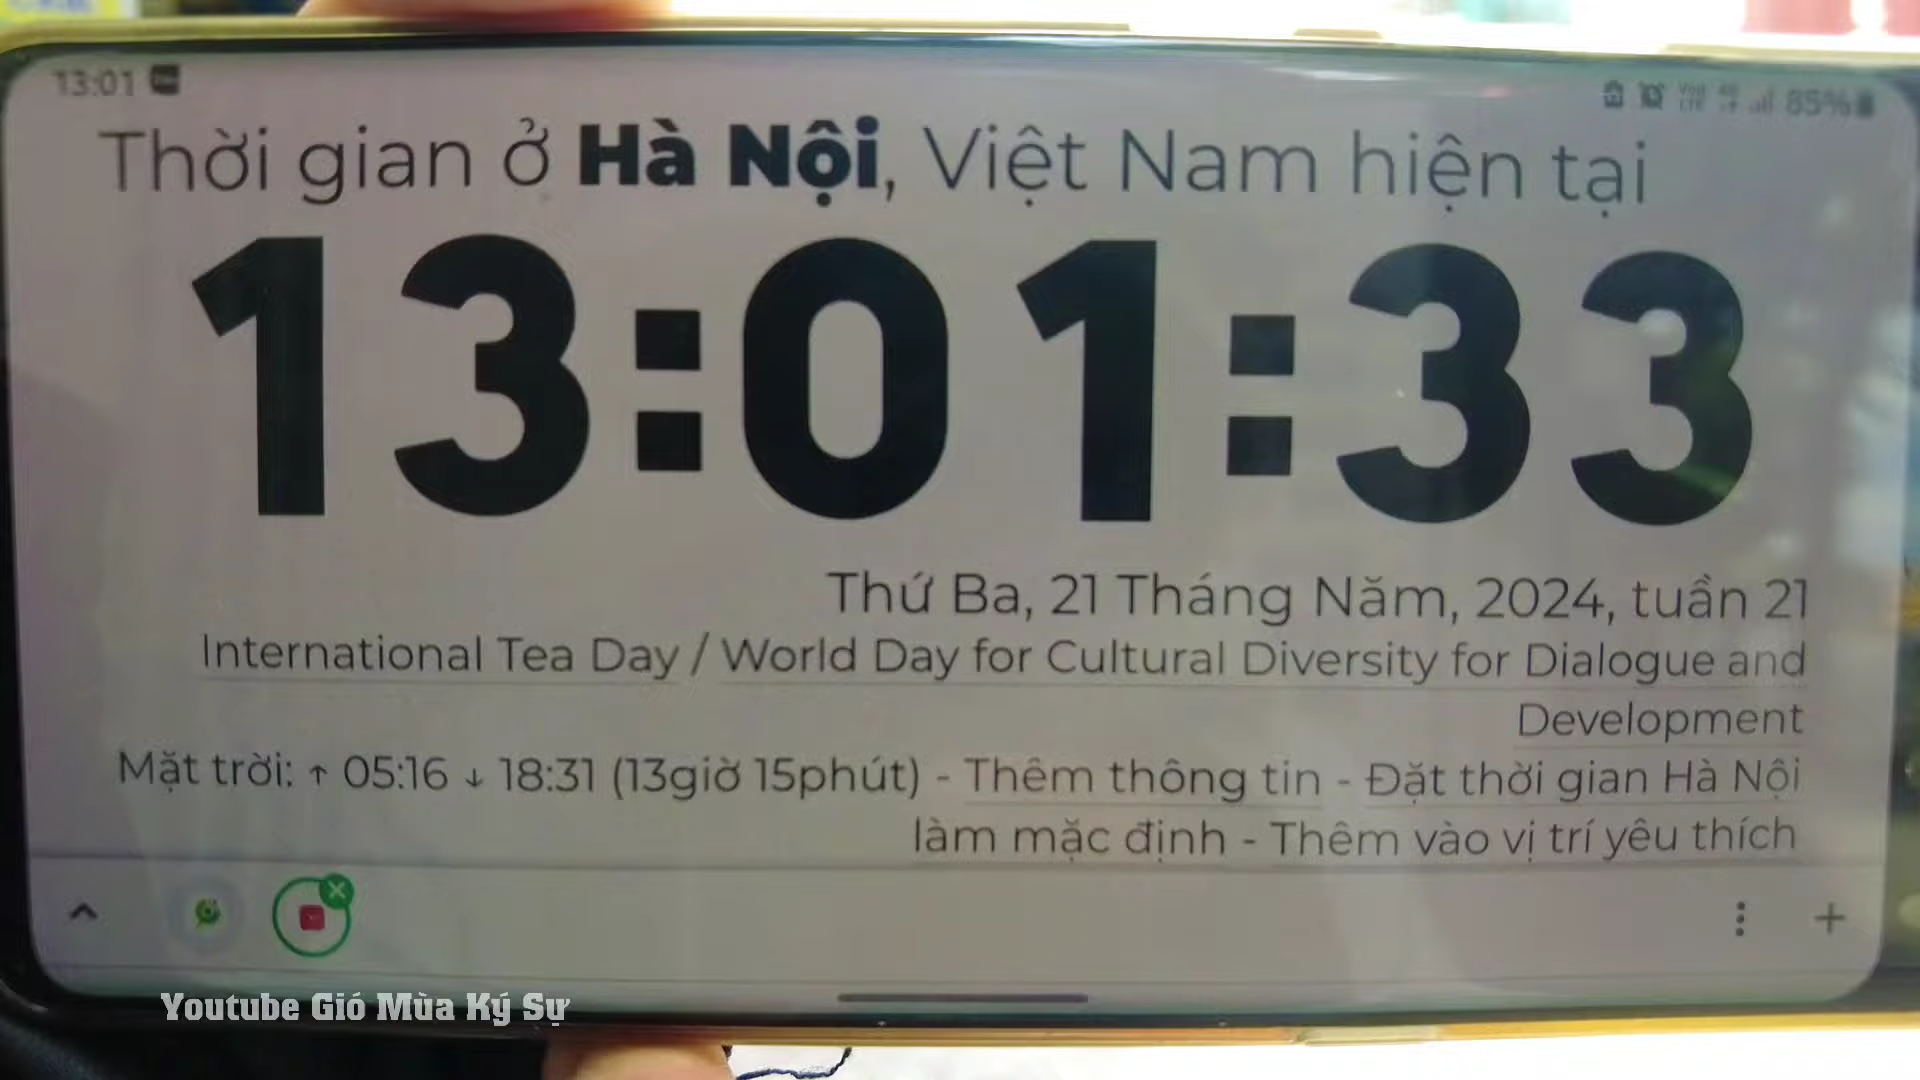 13:01
85%
Thời gian ở Hà Nội, Việt Nam hiện tại
13:01:33
Thứ Ba, 21 Tháng Năm, 2024, tuần 21
International Tea Day / World Day for Cultural Diversity for Dialogue and
Development
Mặt trời: ↑ 05:16 ↓ 18:31 (13giờ 15phút) - Thêm thông tin - Đặt thời gian Hà Nội
làm mặc định - Thêm vào vị trí yêu thích
Youtube Gió Mùa Ký Sự